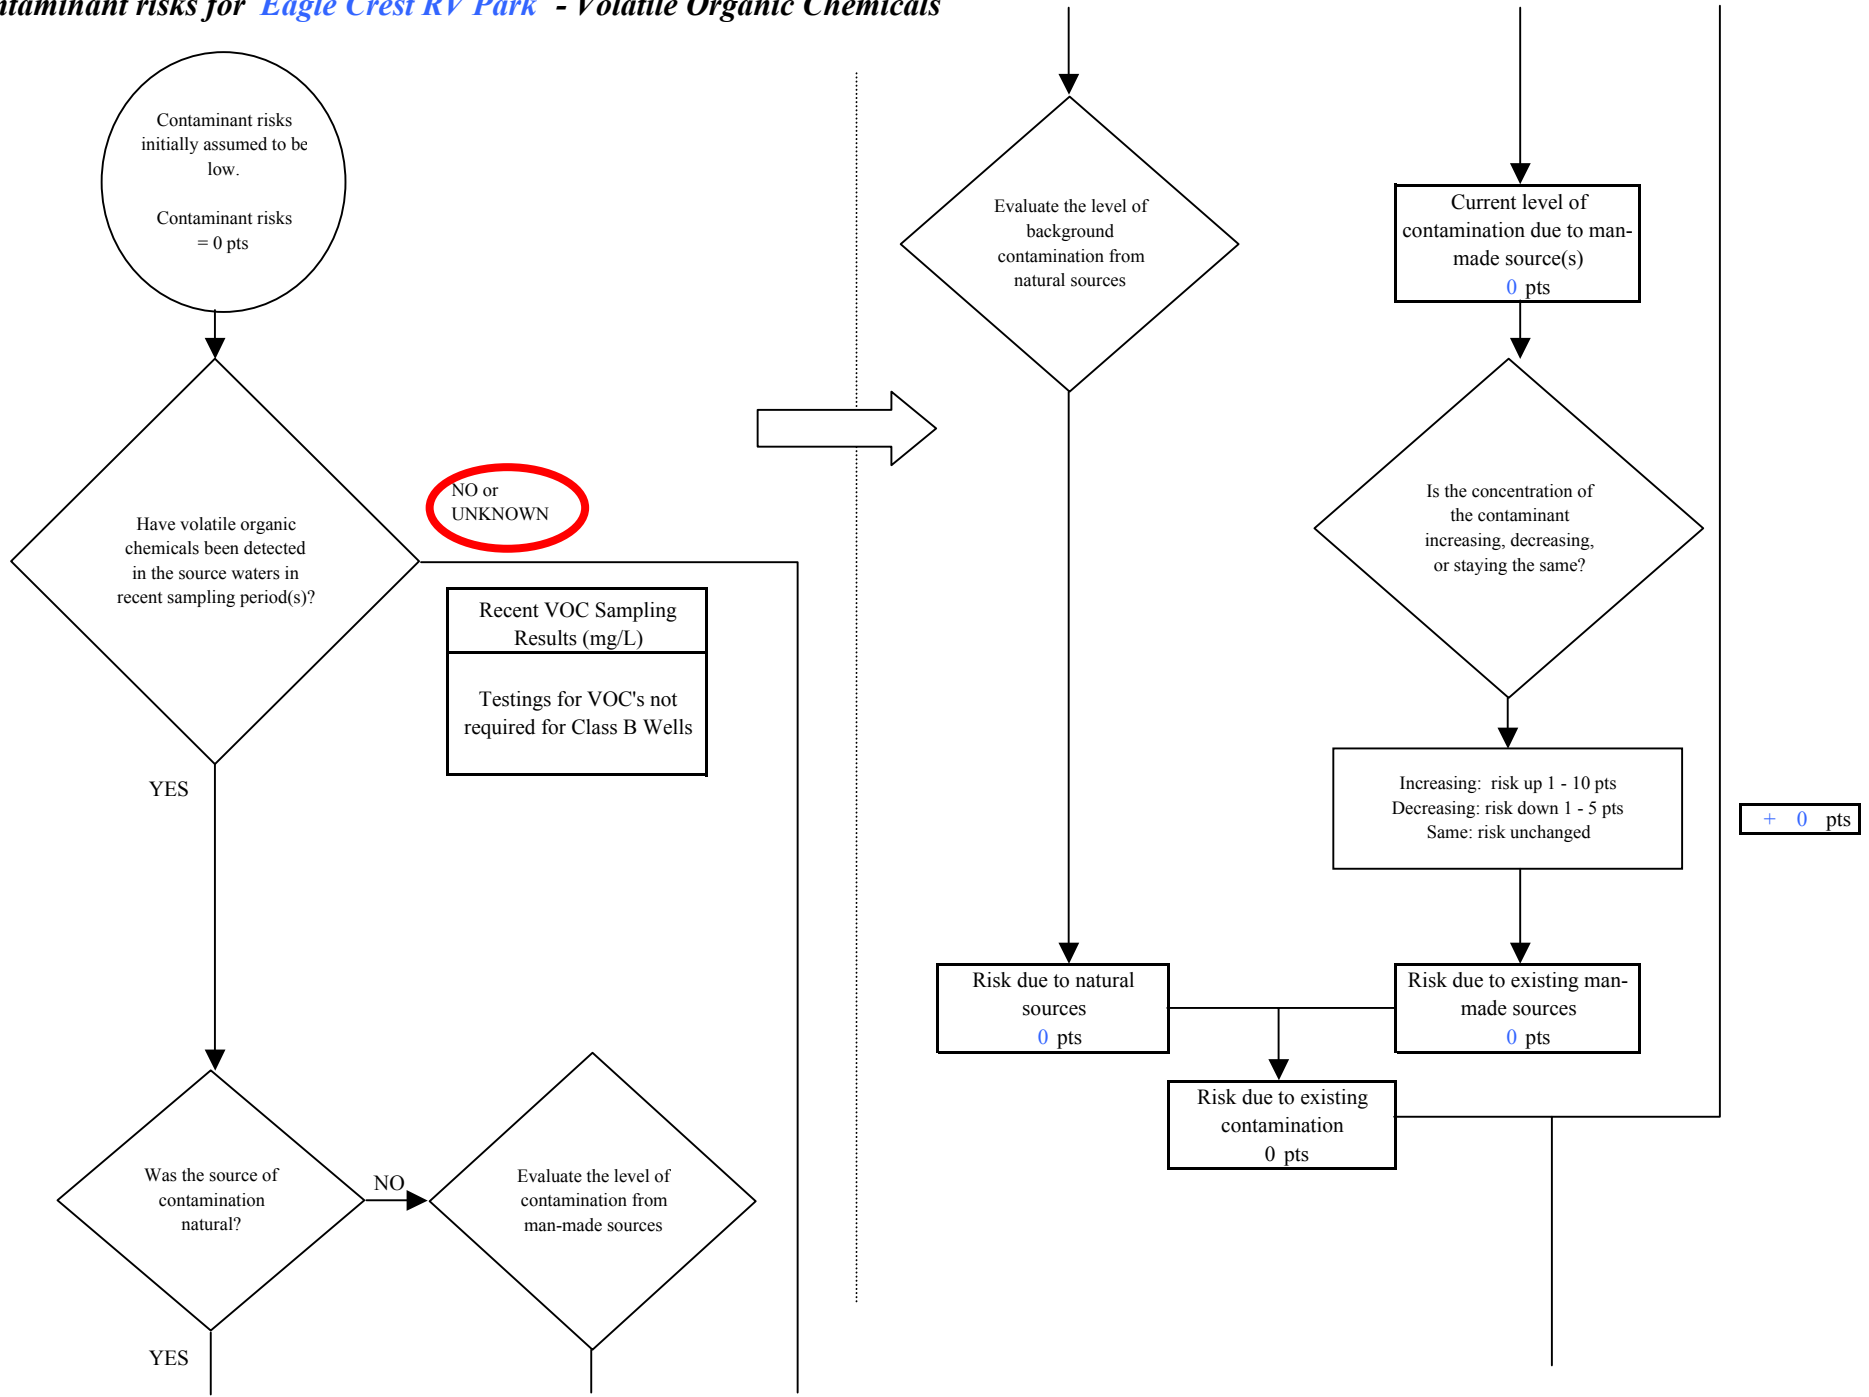 ntaminant risks for Eagle Crest RV Park - Volatile Organic Chemicals
Contaminant risks
initially assumed to be
low.
Contaminant risks
= 0 pts
Have volatile organic
chemicals been detected
in the source waters in
recent sampling period(s)?
NO or
UNKNOWN
Recent VOC Sampling
Results (mg/L)
Testings for VOC's not
required for Class B Wells
YES
Was the source of
contamination
natural?
NO
Evaluate the level of
contamination from
man-made sources
YES
Evaluate the level of
background
contamination from
natural sources
Current level of
contamination due to man-
made source(s)
0 pts
Is the concentration of
the contaminant
increasing, decreasing,
or staying the same?
Increasing: risk up 1 - 10 pts
Decreasing: risk down 1 - 5 pts
Same: risk unchanged
+ 0 pts
Risk due to natural
sources
0 pts
Risk due to existing man-
made sources
0 pts
Risk due to existing
contamination
0 pts